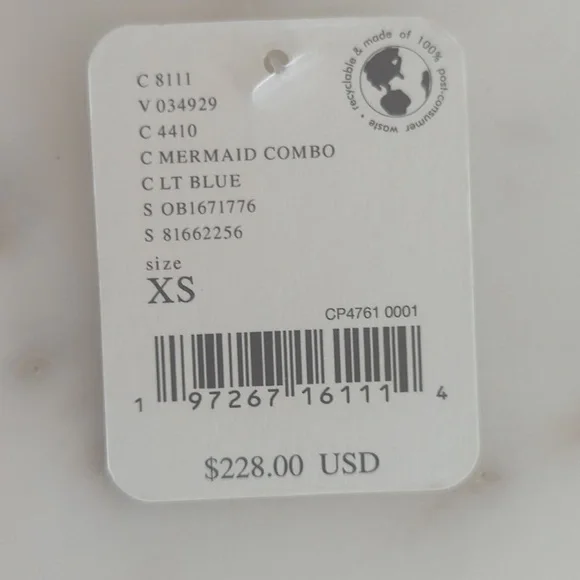 C 8111
V 034929
C 4410
C MERMAID COMBO
C LT BLUE
S OB1671776
S 81662256
size
XS
recyclable & made of 100% post-consumer waste •
CP4761 0001
1 97267 16111 4
$228.00 USD